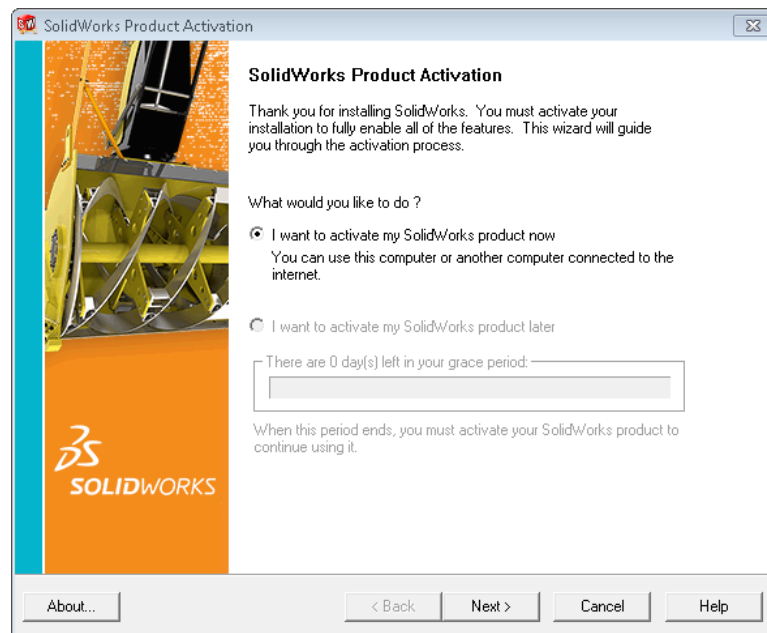 SolidWorks Product Activation
SolidWorks Product Activation
Thank you for installing SolidWorks. You must activate your
installation to fully enable all of the features. This wizard will guide
you through the activation process.
What would you like to do ?
I want to activate my SolidWorks product now
You can use this computer or another computer connected to the
internet.
I want to activate my SolidWorks product later
There are 0 day(s) left in your grace period:
When this period ends, you must activate your SolidWorks product to
continue using it.
SOLIDWORKS
About...
< Back
Next >
Cancel
Help